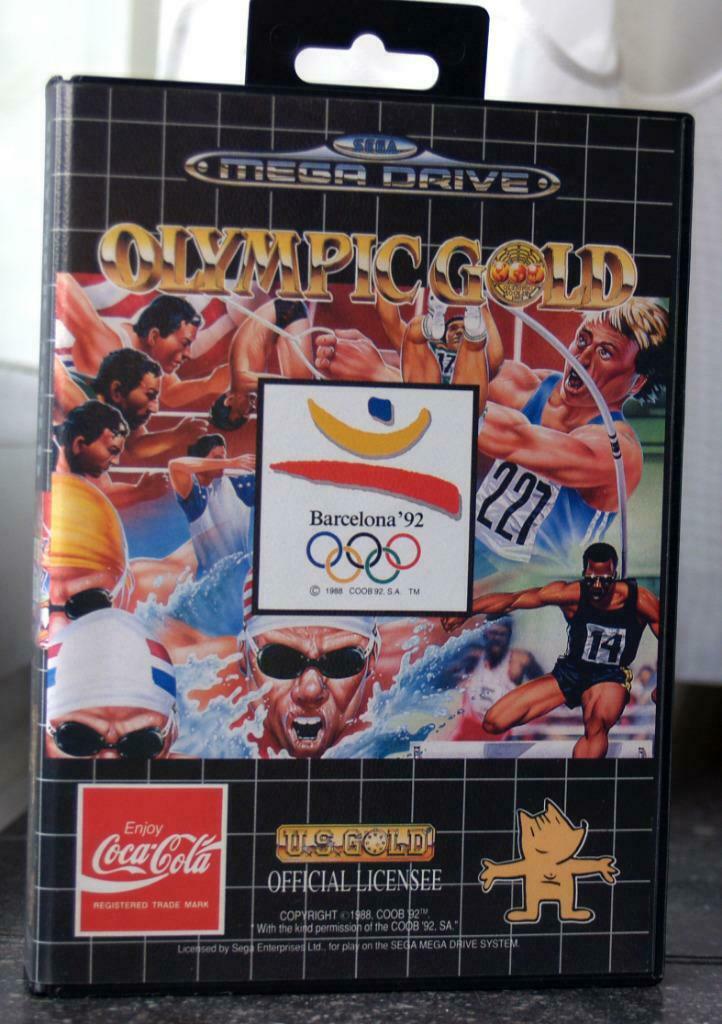 SEGA
MEGA DRIVE
OLYMPIC GOLD
17
227
Barcelona '92
© 1988 COOB'92. S.A. TM
14
Enjoy
Coca-Cola
REGISTERED TRADE MARK
U.S. GOLD
OFFICIAL LICENSEE
COPYRIGHT © 1988, COOB '92™.
"With the kind permission of the COOB '92, SA."
Licensed by Sega Enterprises Ltd., for play on the SEGA MEGA DRIVE SYSTEM.